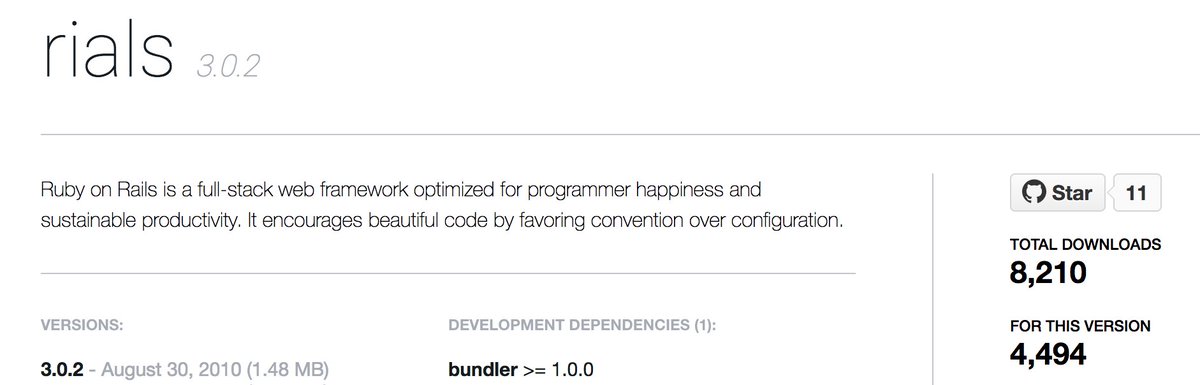 rials 3.0.2
Ruby on Rails is a full-stack web framework optimized for programmer happiness and
sustainable productivity. It encourages beautiful code by favoring convention over configuration.
Star 11
TOTAL DOWNLOADS
8,210
FOR THIS VERSION
4,494
VERSIONS:
3.0.2 - August 30, 2010 (1.48 MB)
DEVELOPMENT DEPENDENCIES (1):
bundler >= 1.0.0